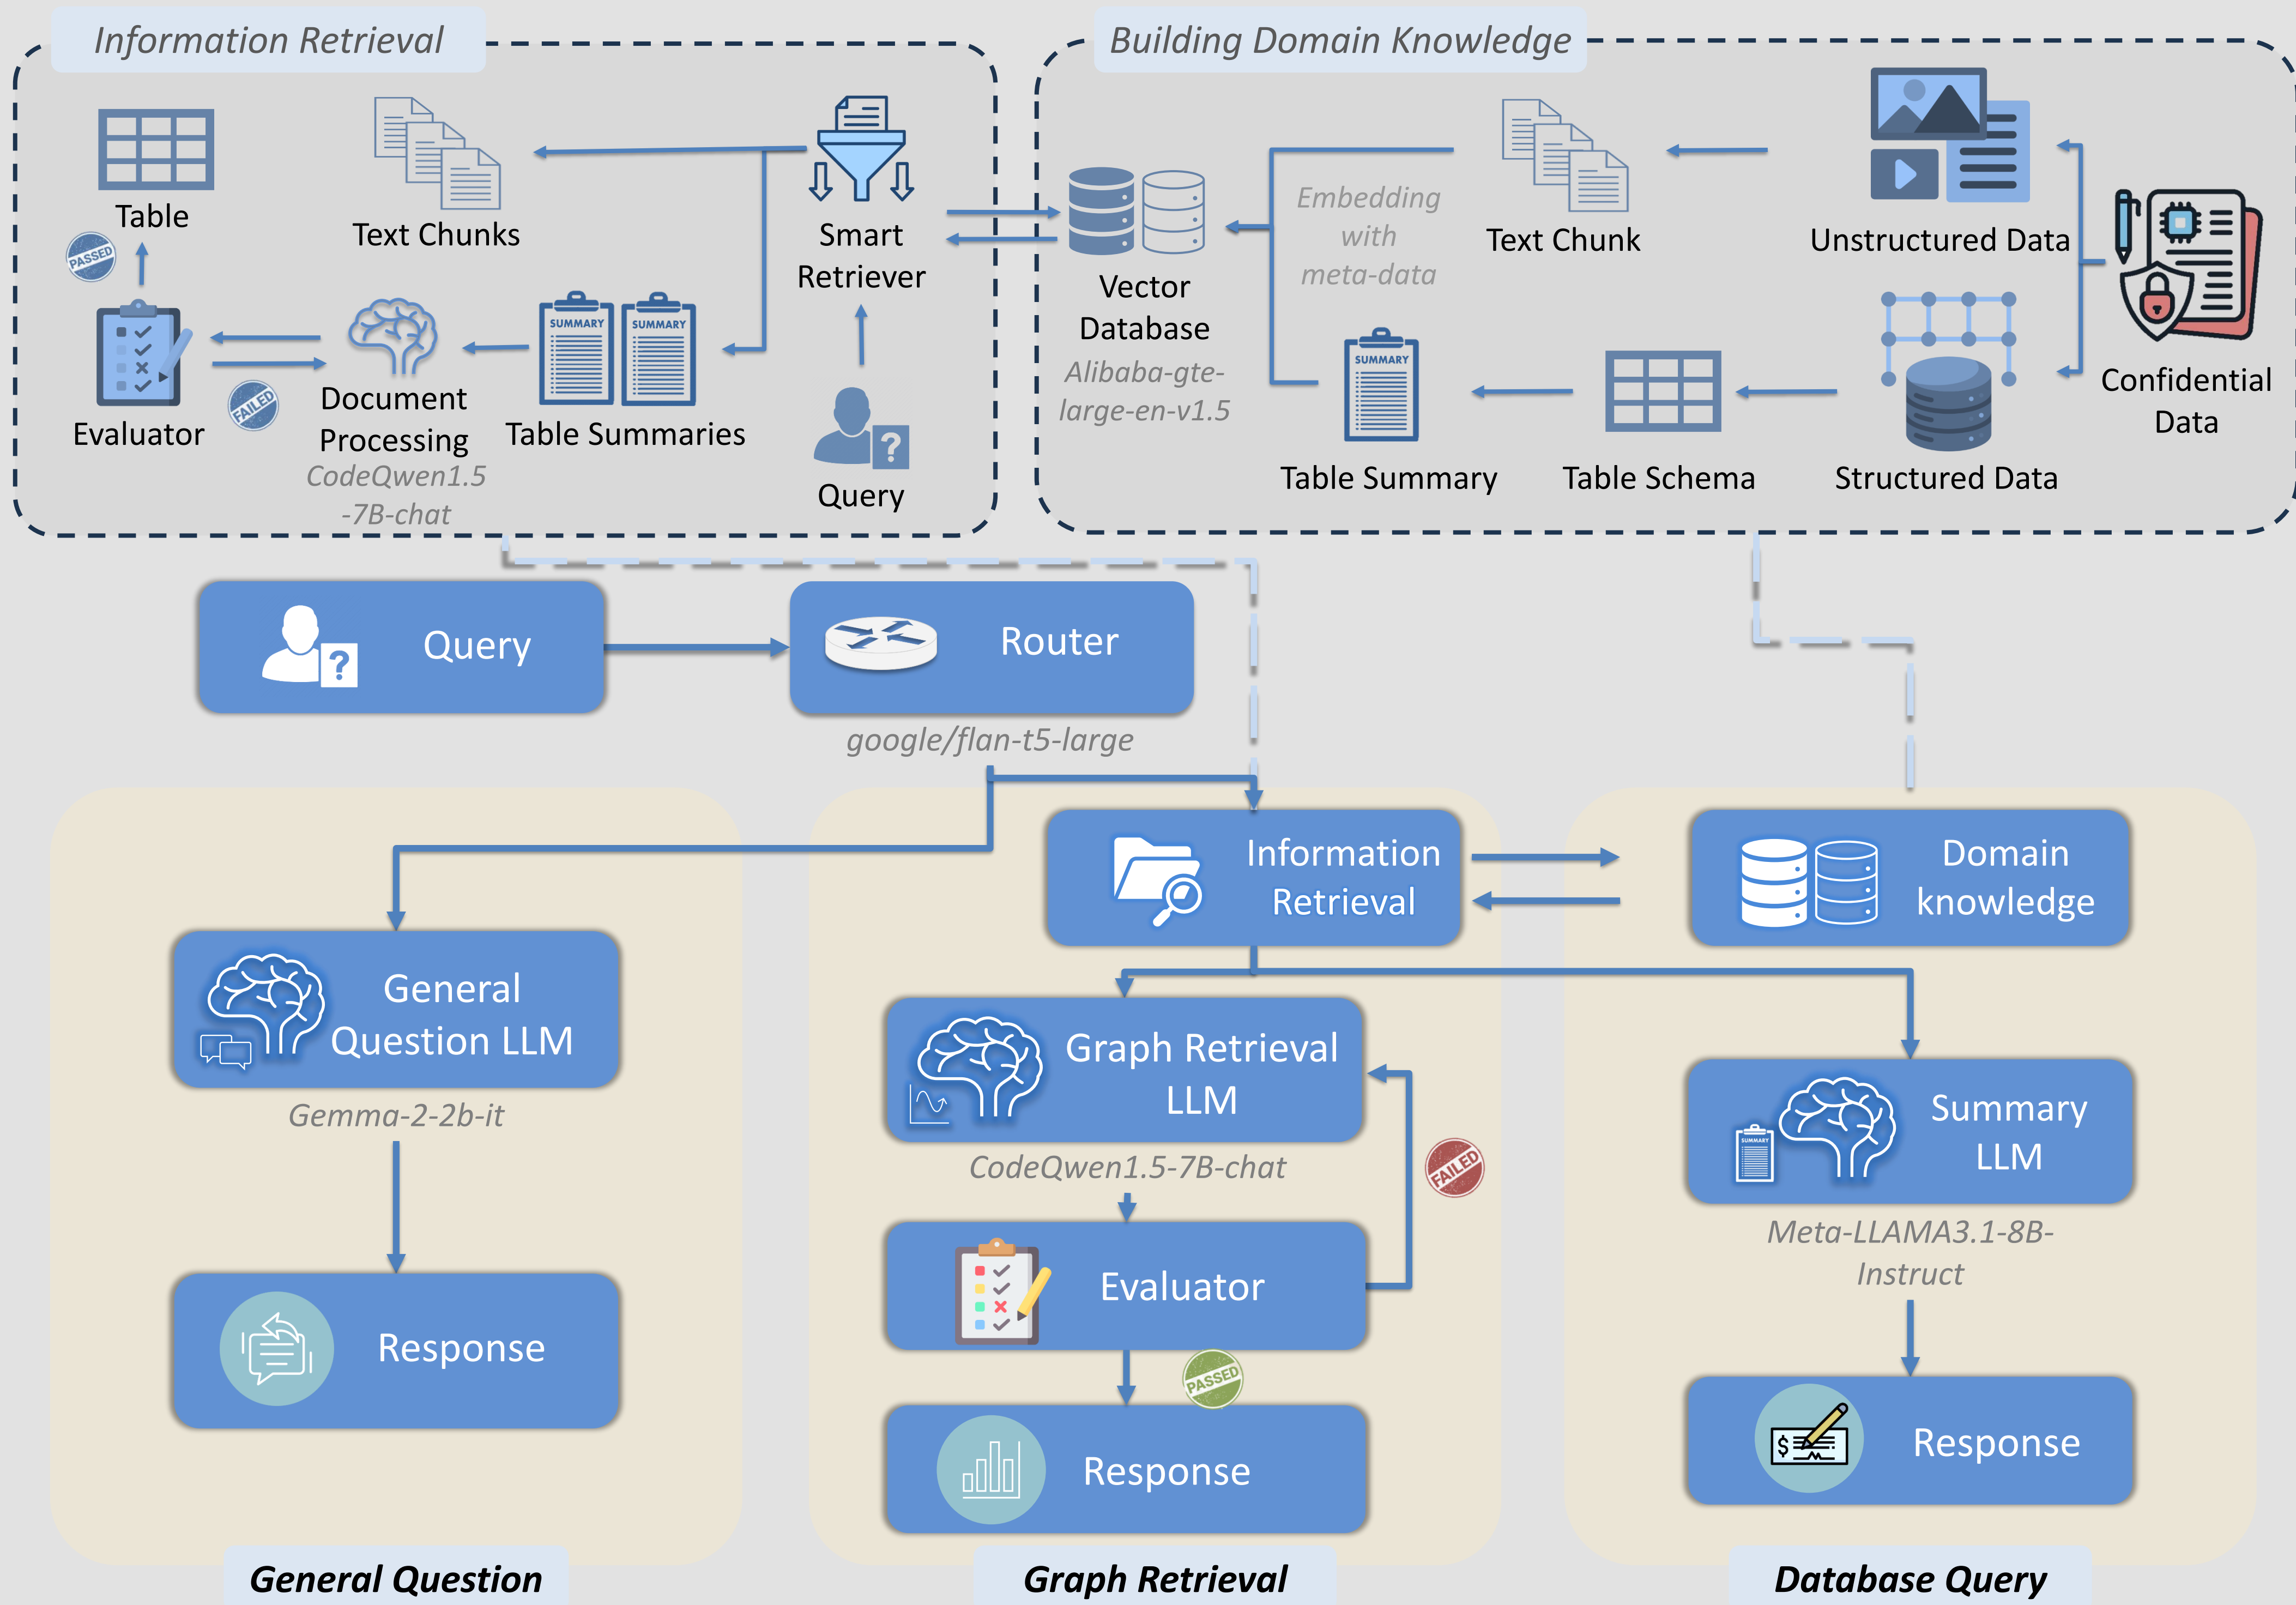 Information Retrieval
Table
PASSED
Text Chunks
Smart
Retriever
SUMMARY
SUMMARY
Evaluator
FAILED
Document
Processing
CodeQwen1.5
-7B-chat
Table Summaries
?
Query
Building Domain Knowledge
Vector
Database
Alibaba-gte-
large-en-v1.5
Embedding
with
meta-data
Text Chunk
Unstructured Data
SUMMARY
Table Summary
Table Schema
Structured Data
Confidential
Data
?
Query
Router
google/flan-t5-large
General
Question LLM
Gemma-2-2b-it
Response
General Question
Information
Retrieval
Graph Retrieval
LLM
CodeQwen1.5-7B-chat
FAILED
Evaluator
PASSED
Response
Graph Retrieval
Domain
knowledge
SUMMARY
Summary
LLM
Meta-LLAMA3.1-8B-
Instruct
$
Response
Database Query